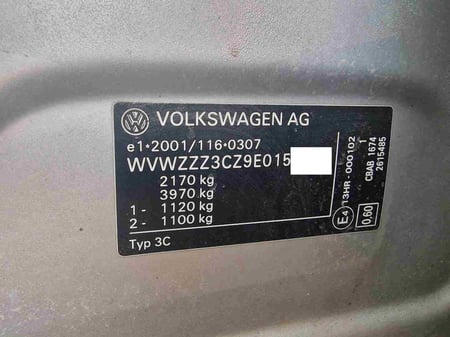 VOLKSWAGEN AG
e1*2001/116*0307
WVWZZZ3CZ9E015
2170 kg
3970 kg
1 - 1120 kg
2 - 1100 kg
Typ 3C
E4
13HR-000102
0,60
CBAB 1674
2615485